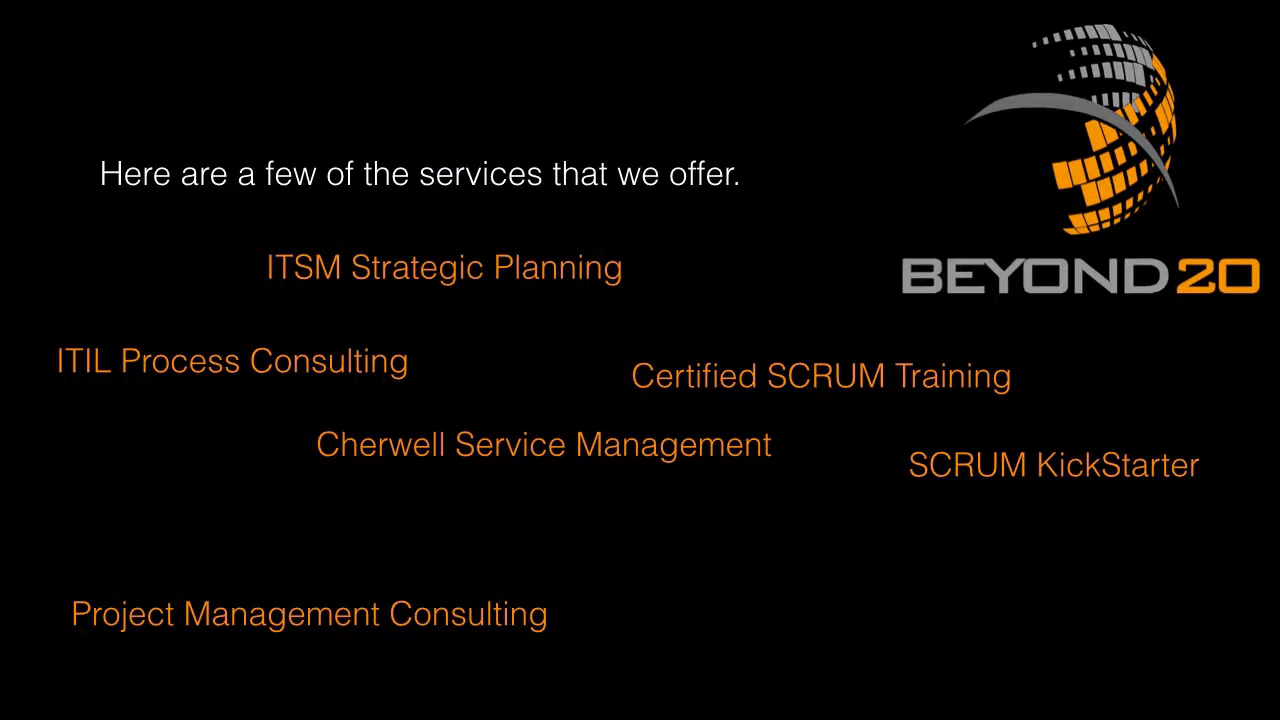 Here are a few of the services that we offer.
BEYOND20
ITSM Strategic Planning
ITIL Process Consulting
Certified SCRUM Training
Cherwell Service Management
SCRUM KickStarter
Project Management Consulting